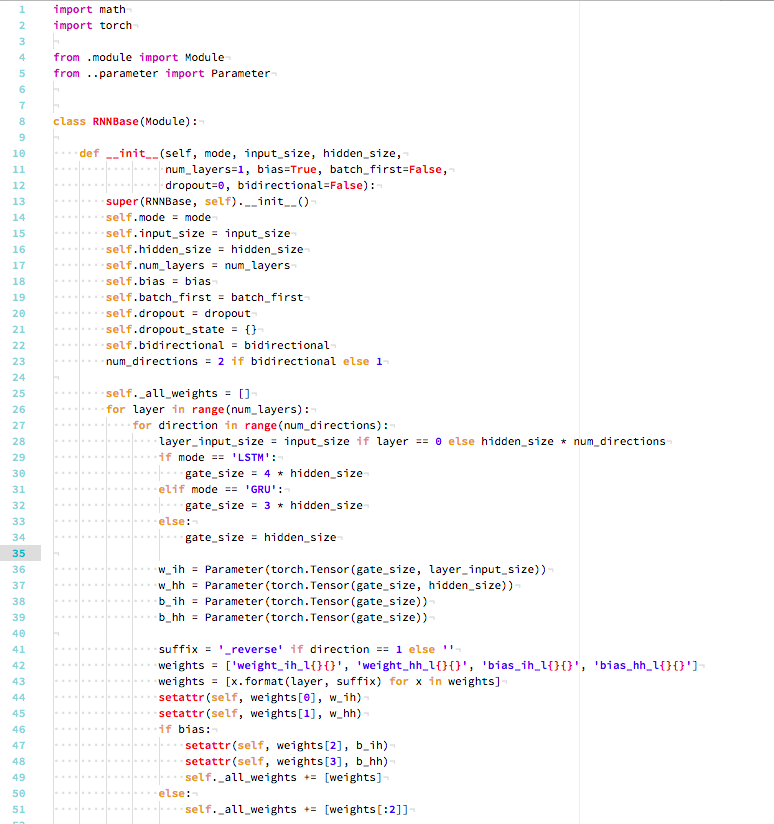 1 import math
2 import torch
3
4 from .module import Module
5 from ..parameter import Parameter
6
7
8 class RNNBase(Module):
9
10     def __init__(self, mode, input_size, hidden_size,
11                  num_layers=1, bias=True, batch_first=False,
12                  dropout=0, bidirectional=False):
13         super(RNNBase, self).__init__()
14         self.mode = mode
15         self.input_size = input_size
16         self.hidden_size = hidden_size
17         self.num_layers = num_layers
18         self.bias = bias
19         self.batch_first = batch_first
20         self.dropout = dropout
21         self.dropout_state = {}
22         self.bidirectional = bidirectional
23         num_directions = 2 if bidirectional else 1
24
25         self._all_weights = []
26         for layer in range(num_layers):
27             for direction in range(num_directions):
28                 layer_input_size = input_size if layer == 0 else hidden_size * num_directions
29                 if mode == 'LSTM':
30                     gate_size = 4 * hidden_size
31                 elif mode == 'GRU':
32                     gate_size = 3 * hidden_size
33                 else:
34                     gate_size = hidden_size
35
36                 w_ih = Parameter(torch.Tensor(gate_size, layer_input_size))
37                 w_hh = Parameter(torch.Tensor(gate_size, hidden_size))
38                 b_ih = Parameter(torch.Tensor(gate_size))
39                 b_hh = Parameter(torch.Tensor(gate_size))
40
41                 suffix = '_reverse' if direction == 1 else ''
42                 weights = ['weight_ih_l{}{}', 'weight_hh_l{}{}', 'bias_ih_l{}{}', 'bias_hh_l{}{}']
43                 weights = [x.format(layer, suffix) for x in weights]
44                 setattr(self, weights[0], w_ih)
45                 setattr(self, weights[1], w_hh)
46                 if bias:
47                     setattr(self, weights[2], b_ih)
48                     setattr(self, weights[3], b_hh)
49                     self._all_weights += [weights]
50                 else:
51                     self._all_weights += [weights[:2]]